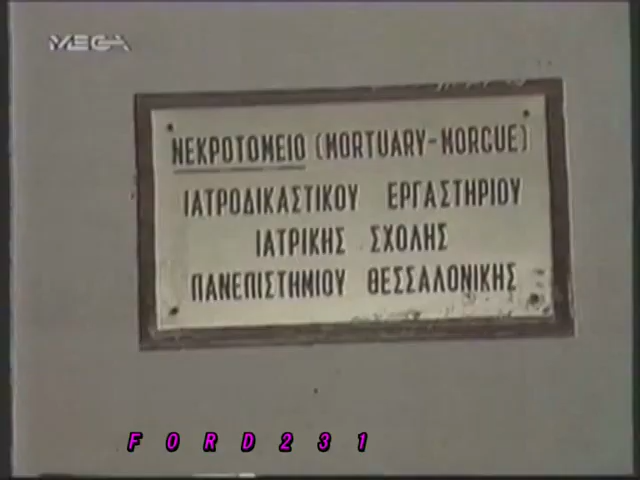 MEGA
ΝΕΚΡΟΤΟΜΕΙΟ (MORTUARY-MORGUE)
ΙΑΤΡΟΔΙΚΑΣΤΙΚΟΥ ΕΡΓΑΣΤΗΡΙΟΥ
ΙΑΤΡΙΚΗΣ ΣΧΟΛΗΣ
ΠΑΝΕΠΙΣΤΗΜΙΟΥ ΘΕΣΣΑΛΟΝΙΚΗΣ
FORD231